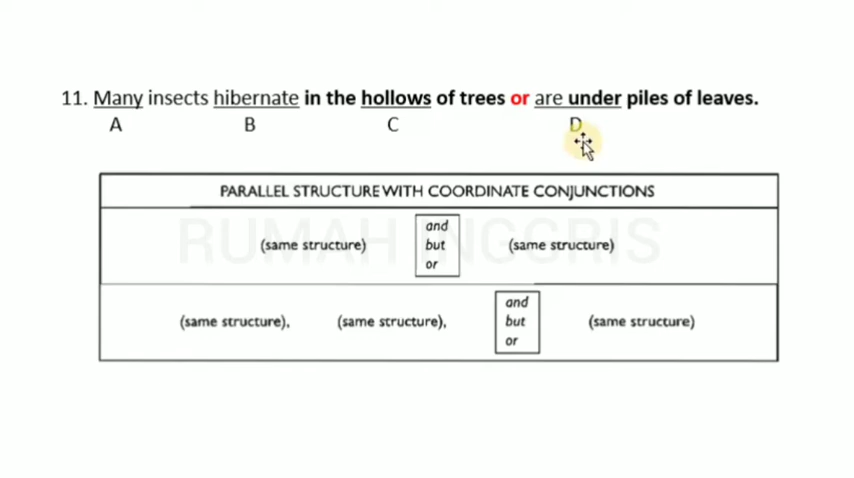 11. Many insects hibernate in the hollows of trees or are under piles of leaves.
A B C D
PARALLEL STRUCTURE WITH COORDINATE CONJUNCTIONS
RUMAH INGGRIS
and
(same structure) but (same structure)
or
and
(same structure), (same structure), but (same structure)
or